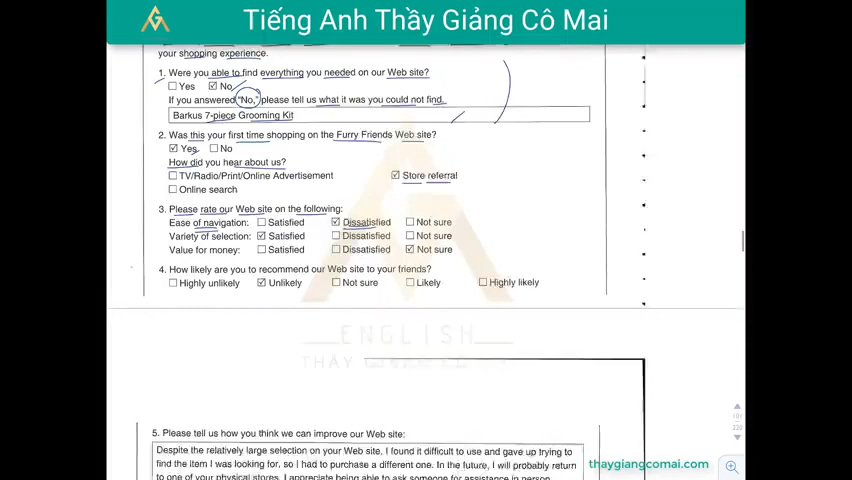 Tiếng Anh Thầy Giảng Cô Mai
your shopping experience.
1. Were you able to find everything you needed on our Web site?
☐ Yes ☑ No
If you answered "No," please tell us what it was you could not find.
Barkus 7-piece Grooming Kit
2. Was this your first time shopping on the Furry Friends Web site?
☑ Yes ☐ No
How did you hear about us?
☐ TV/Radio/Print/Online Advertisement ☑ Store referral
☐ Online search
3. Please rate our Web site on the following:
Ease of navigation: ☐ Satisfied ☑ Dissatisfied ☐ Not sure
Variety of selection: ☑ Satisfied ☐ Dissatisfied ☐ Not sure
Value for money: ☐ Satisfied ☐ Dissatisfied ☑ Not sure
4. How likely are you to recommend our Web site to your friends?
☐ Highly unlikely ☑ Unlikely ☐ Not sure ☐ Likely ☐ Highly likely
ENGLISH
THẦY
5. Please tell us how you think we can improve our Web site:
Despite the relatively large selection on your Web site, I found it difficult to use and gave up trying to
find the item I was looking for, so I had to purchase a different one. In the future, I will probably return
to one of your physical stores. I appreciate being able to ask someone for assistance in person
thaygiangcomai.com